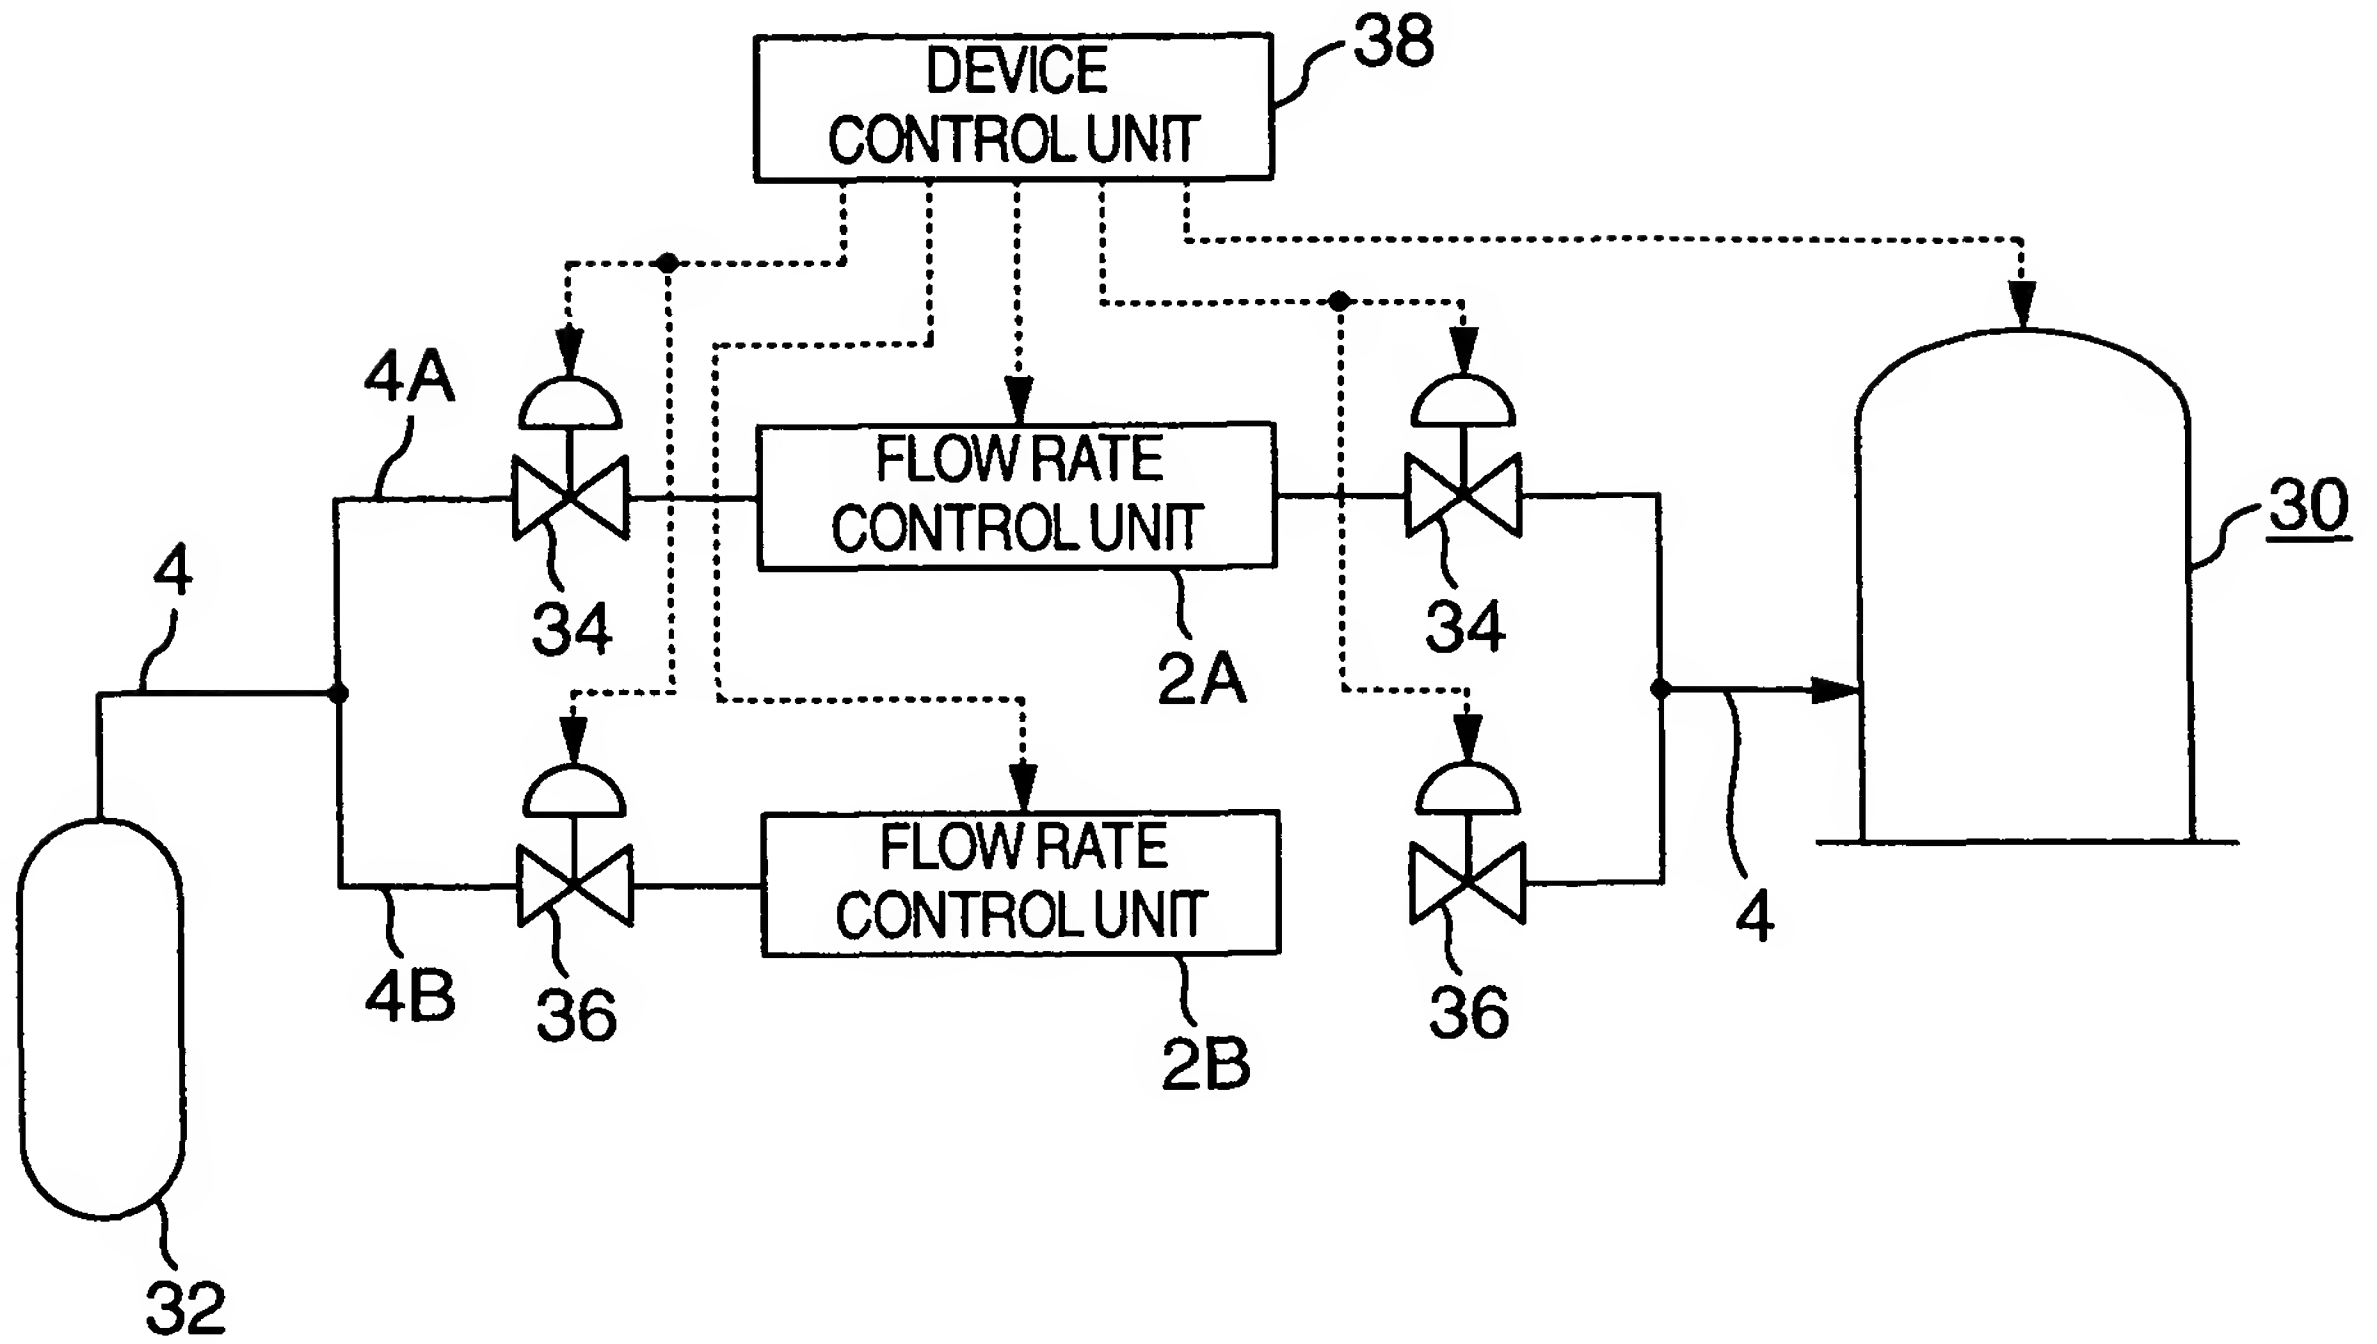 DEVICE
CONTROL UNIT
38
4A
FLOW RATE
CONTROL UNIT
30
4
34
34
2A
FLOW RATE
CONTROL UNIT
4
4B
36
36
2B
32